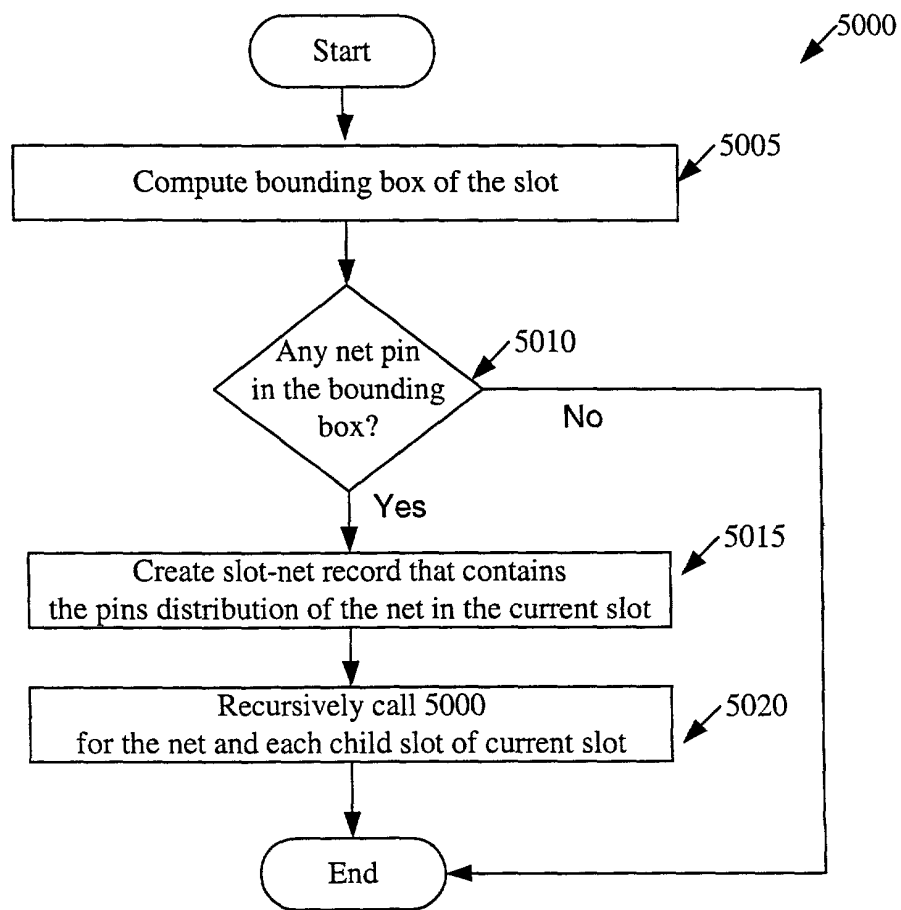 5000
Start
5005
Compute bounding box of the slot
5010
Any net pin
in the bounding
box?
No
Yes
5015
Create slot-net record that contains
the pins distribution of the net in the current slot
5020
Recursively call 5000
for the net and each child slot of current slot
End